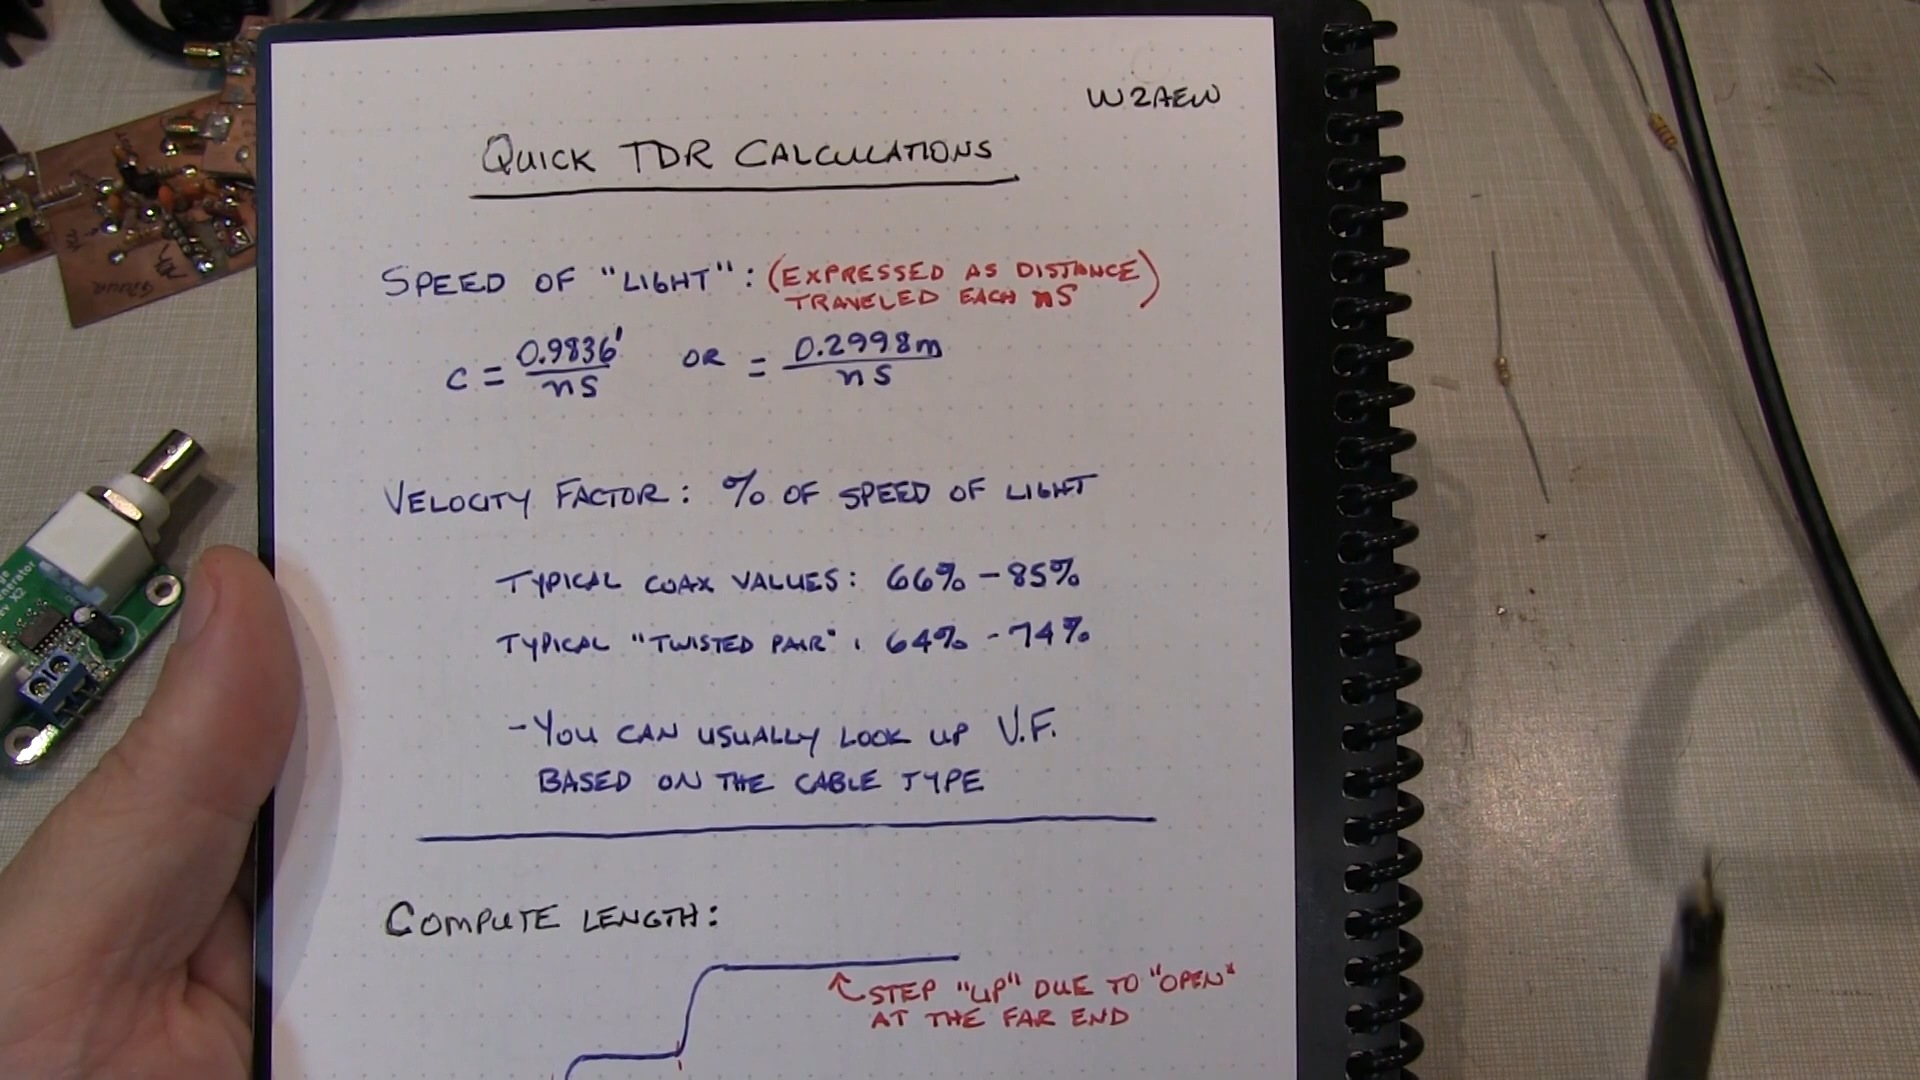 W2AEW
QUICK TDR CALCULATIONS
SPEED OF "LIGHT": (EXPRESSED AS DISTANCE
TRAVELED EACH nS)
c = 0.9836' / nS OR = 0.2998m / nS
VELOCITY FACTOR: % OF SPEED OF LIGHT
TYPICAL COAX VALUES: 66% - 85%
TYPICAL "TWISTED PAIR": 64% - 74%
- YOU CAN USUALLY LOOK UP V.F.
BASED ON THE CABLE TYPE
COMPUTE LENGTH:
STEP "UP" DUE TO "OPEN"
AT THE FAR END